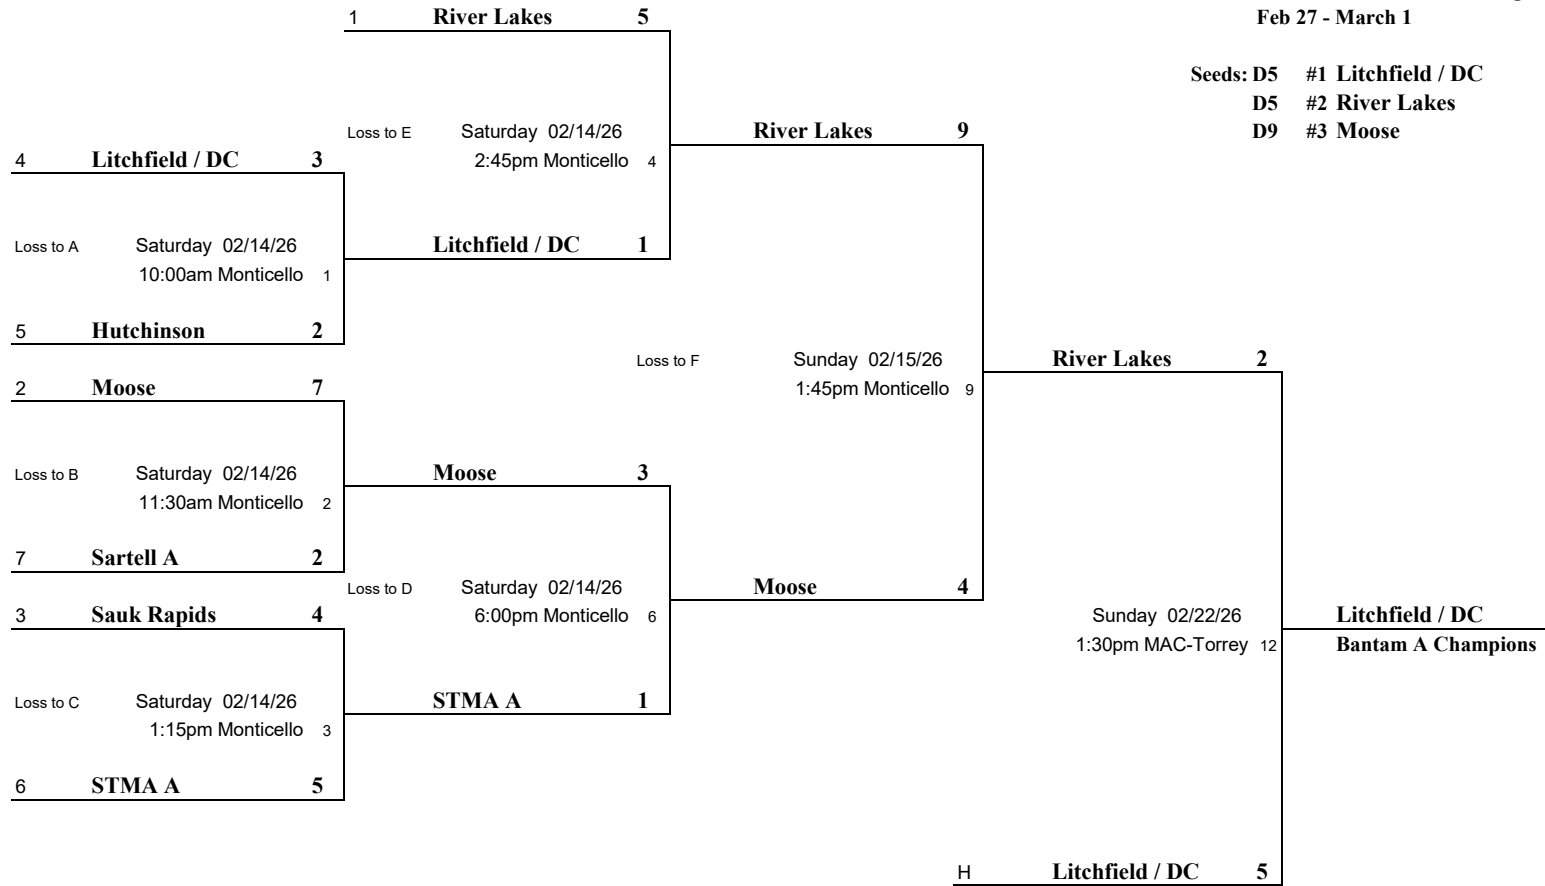 1 River Lakes 5
Feb 27 - March 1
Seeds: D5 #1 Litchfield / DC
D5 #2 River Lakes
D9 #3 Moose
Loss to E Saturday 02/14/26
2:45pm Monticello 4
River Lakes 9
4 Litchfield / DC 3
Loss to A Saturday 02/14/26
10:00am Monticello 1
Litchfield / DC 1
5 Hutchinson 2
Loss to F Sunday 02/15/26
1:45pm Monticello 9
River Lakes 2
2 Moose 7
Loss to B Saturday 02/14/26
11:30am Monticello 2
Moose 3
7 Sartell A 2
Loss to D Saturday 02/14/26
6:00pm Monticello 6
Moose 4
3 Sauk Rapids 4
Sunday 02/22/26
1:30pm MAC-Torrey 12
Litchfield / DC
Bantam A Champions
Loss to C Saturday 02/14/26
1:15pm Monticello 3
STMA A 1
6 STMA A 5
H Litchfield / DC 5